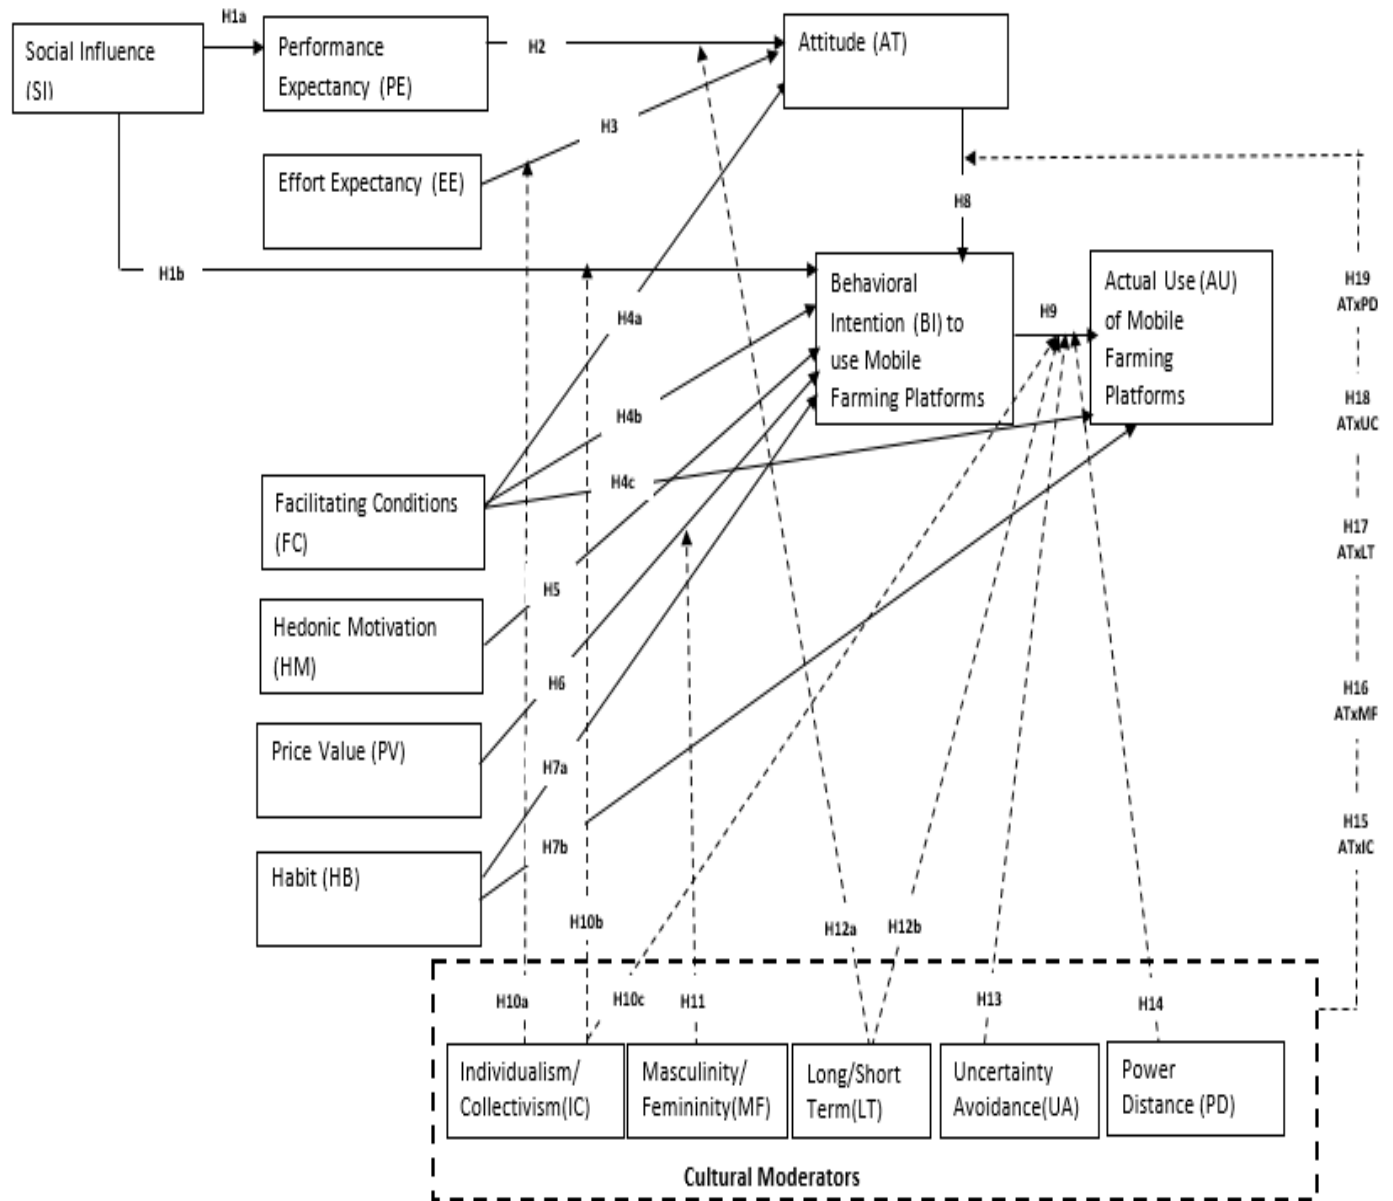 H1a
Social Influence
(SI)
Performance
Expectancy (PE)
H2
Attitude (AT)
H3
Effort Expectancy (EE)
H8
H1b
Behavioral
Intention (BI) to
use Mobile
Farming Platforms
H9
Actual Use (AU)
of Mobile
Farming
Platforms
H19
ATxPD
H4a
H4b
H18
ATxUC
H4c
Facilitating Conditions
(FC)
H17
ATxLT
H5
Hedonic Motivation
(HM)
H6
H16
ATxMF
Price Value (PV)
H7a
H7b
H15
ATxIC
Habit (HB)
H10b
H12a
H12b
H10a
H10c
H11
H13
H14
Individualism/
Collectivism(IC)
Masculinity/
Femininity(MF)
Long/Short
Term(LT)
Uncertainty
Avoidance(UA)
Power
Distance (PD)
Cultural Moderators